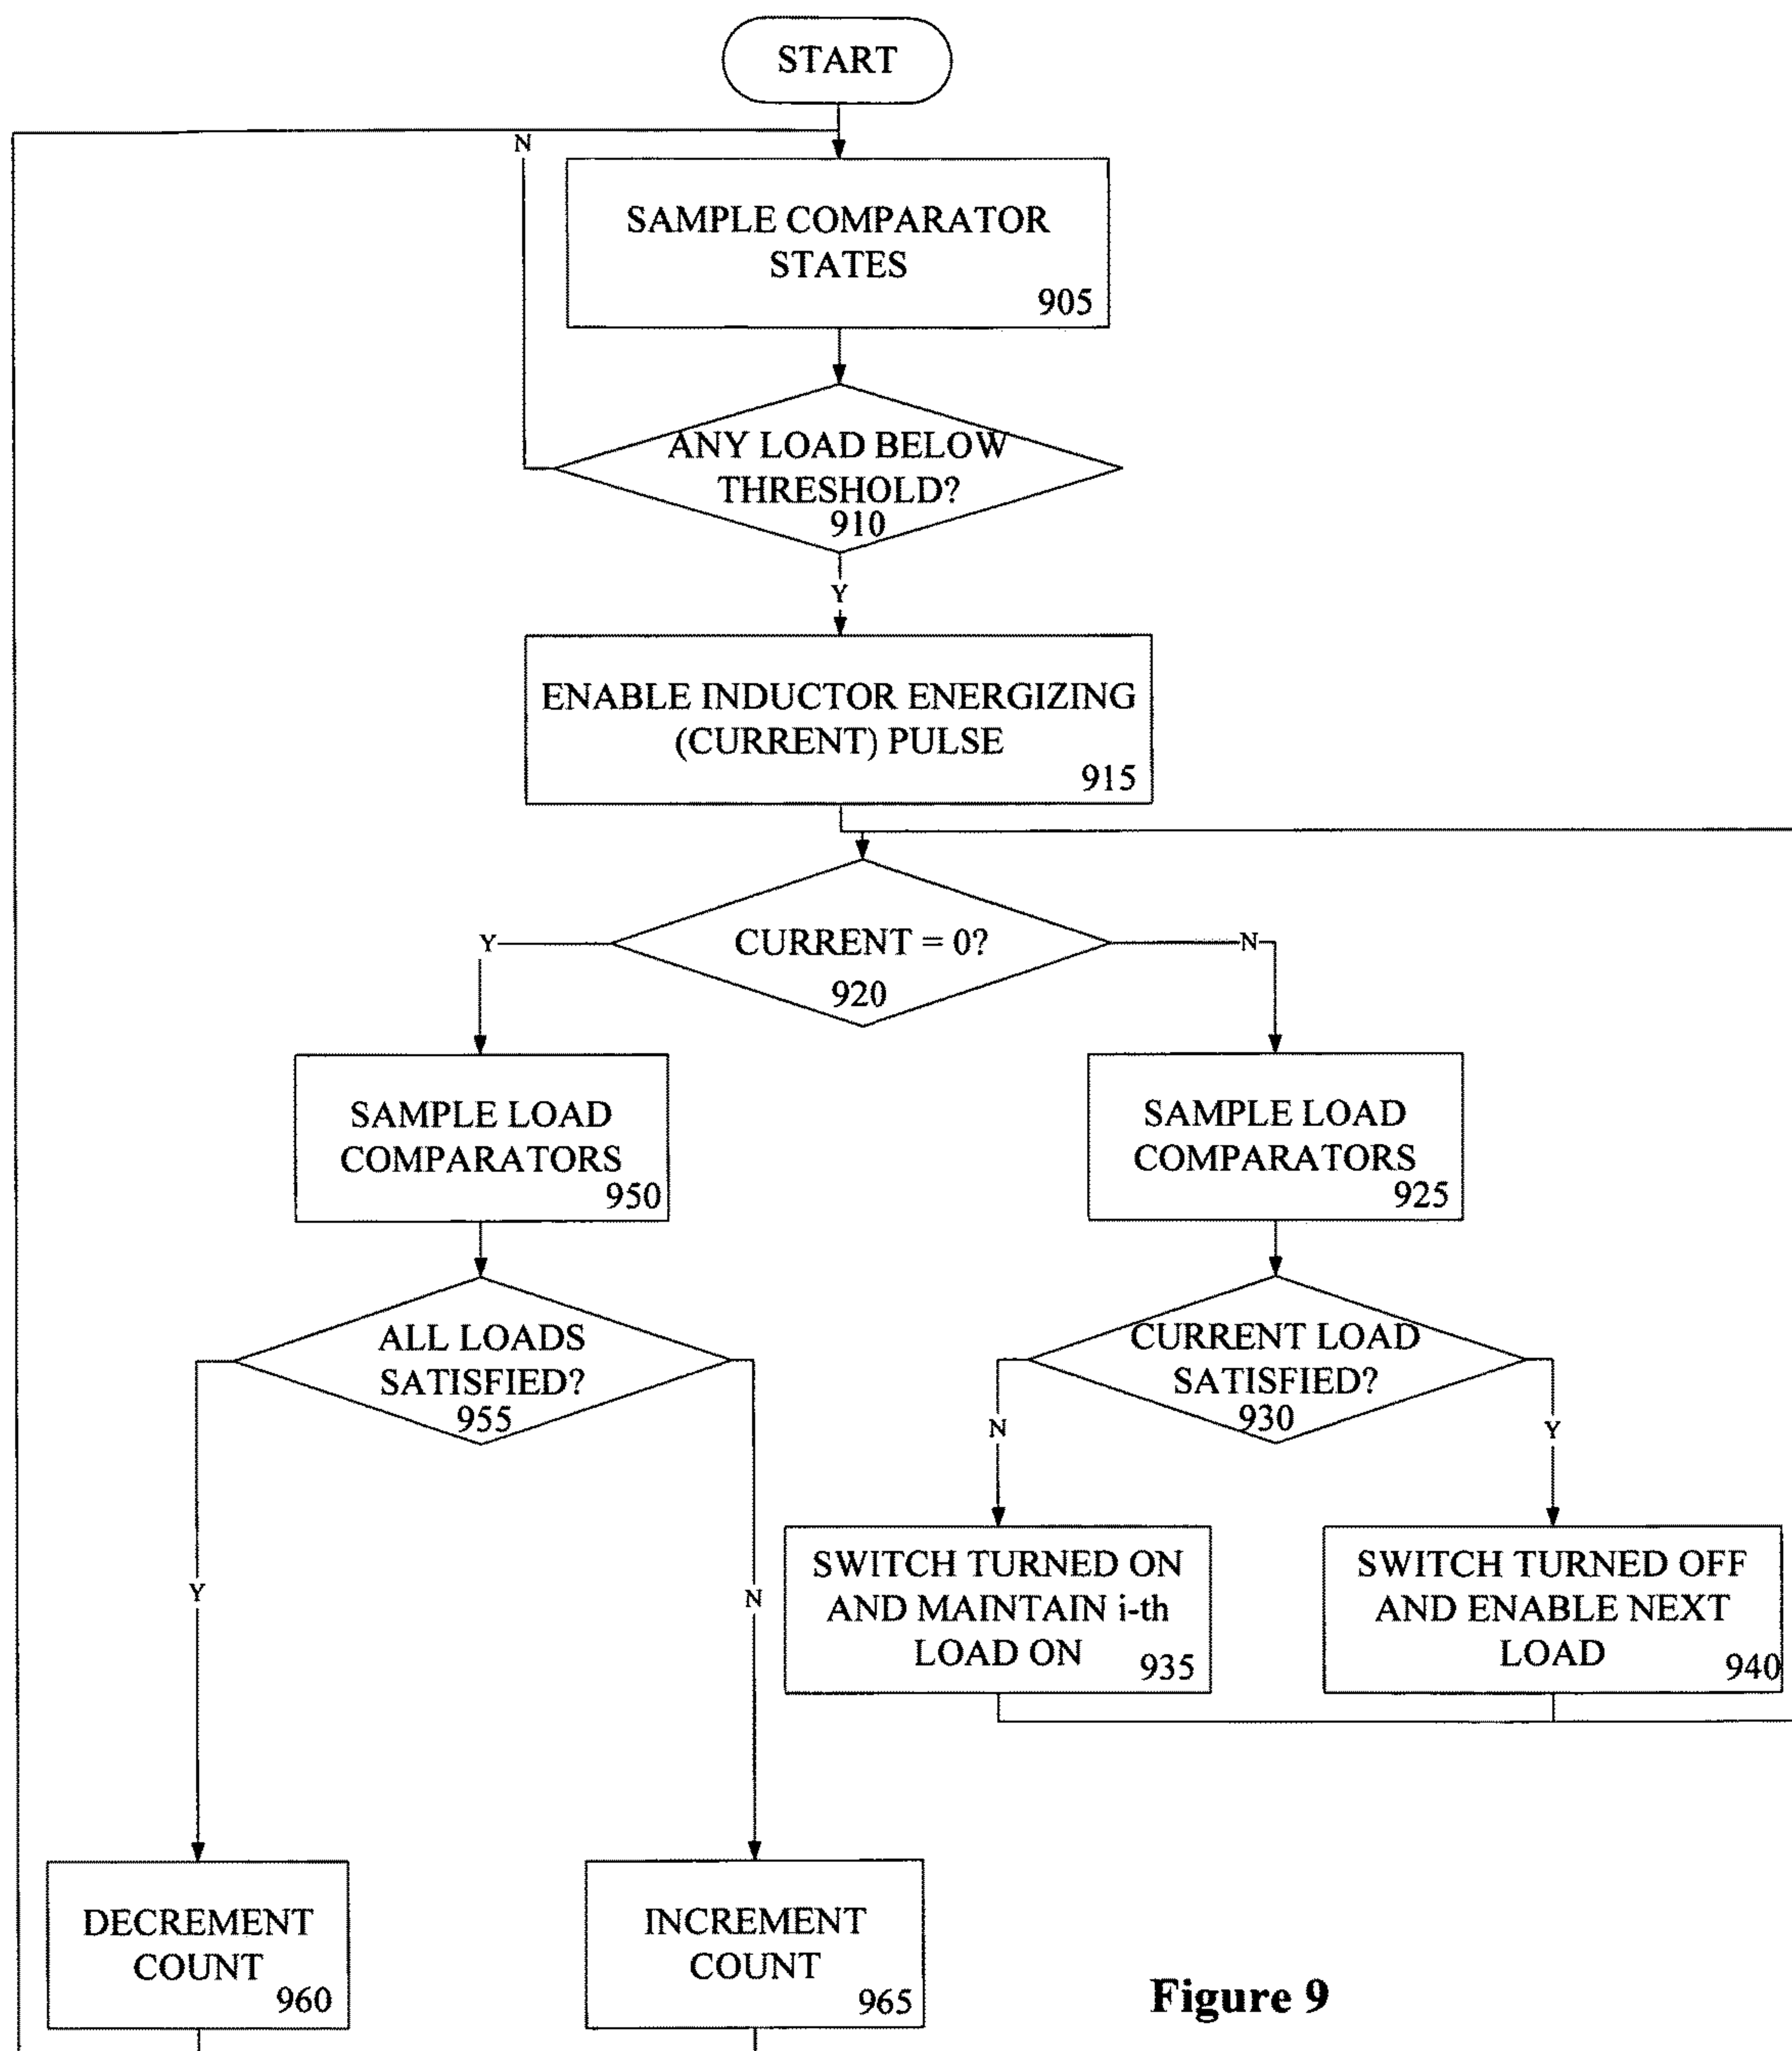 START
N
SAMPLE COMPARATOR
STATES
905
ANY LOAD BELOW
THRESHOLD?
910
Y
ENABLE INDUCTOR ENERGIZING
(CURRENT) PULSE
915
Y
CURRENT = 0?
N
920
SAMPLE LOAD
COMPARATORS
950
SAMPLE LOAD
COMPARATORS
925
ALL LOADS
SATISFIED?
955
CURRENT LOAD
SATISFIED?
930
N
Y
SWITCH TURNED ON
AND MAINTAIN i-th
LOAD ON
935
SWITCH TURNED OFF
AND ENABLE NEXT
LOAD
940
Y
N
DECREMENT
COUNT
960
INCREMENT
COUNT
965
Figure 9